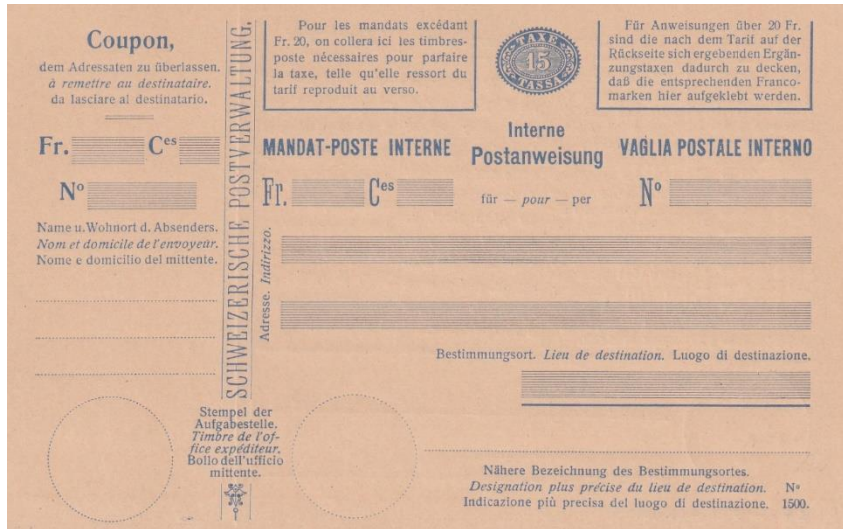 Coupon,
dem Adressaten zu überlassen.
à remettre au destinataire.
da lasciare al destinatario.
Fr. Ces
No
Name u. Wohnort d. Absenders.
Nom et domicile de l'envoyeur.
Nome e domicilio del mittente.
SCHWEIZERISCHE POSTVERWALTUNG.
Pour les mandats excédant
Fr. 20, on collera ici les timbres-
poste nécessaires pour parfaire
la taxe, telle qu'elle ressort du
tarif reproduit au verso.
TAXE
15
TASSA
Für Anweisungen über 20 Fr.
sind die nach dem Tarif auf der
Rückseite sich ergebenden Ergän-
zungstaxen dadurch zu decken,
daß die entsprechenden Franco-
marken hier aufgeklebt werden.
MANDAT-POSTE INTERNE
Interne
Postanweisung
VAGLIA POSTALE INTERNO
Fr. Ces
für — pour — per
No
Adresse. Indirizzo.
Bestimmungsort. Lieu de destination. Luogo di destinazione.
Stempel der
Aufgabestelle.
Timbre de l'of-
fice expéditeur.
Bollo dell'ufficio
mittente.
Nähere Bezeichnung des Bestimmungsortes.
Designation plus précise du lieu de destination. No
Indicazione più precisa del luogo di destinazione. 1500.